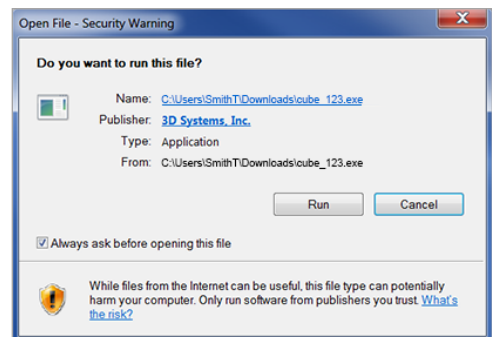 Open File - Security Warning
Do you want to run this file?
Name: C:\Users\SmithT\Downloads\cube_123.exe
Publisher: 3D Systems, Inc.
Type: Application
From: C:\Users\SmithT\Downloads\cube_123.exe
Run Cancel
Always ask before opening this file
While files from the Internet can be useful, this file type can potentially
harm your computer. Only run software from publishers you trust. What's
the risk?